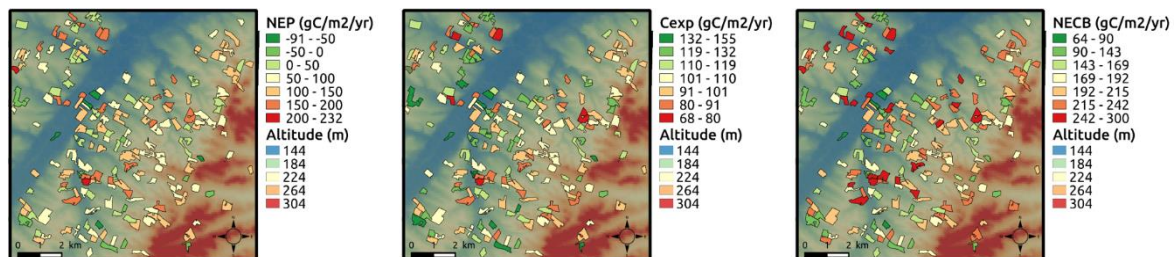 NEP (gC/m2/yr)
-91 - -50
-50 - 0
0 - 50
50 - 100
100 - 150
150 - 200
200 - 232
Altitude (m)
144
184
224
264
304
0 2 km
Cexp (gC/m2/yr)
132 - 155
119 - 132
110 - 119
101 - 110
91 - 101
80 - 91
68 - 80
Altitude (m)
144
184
224
264
304
0 2 km
NECB (gC/m2/yr)
64 - 90
90 - 143
143 - 169
169 - 192
192 - 215
215 - 242
242 - 300
Altitude (m)
144
184
224
264
304
0 2 km